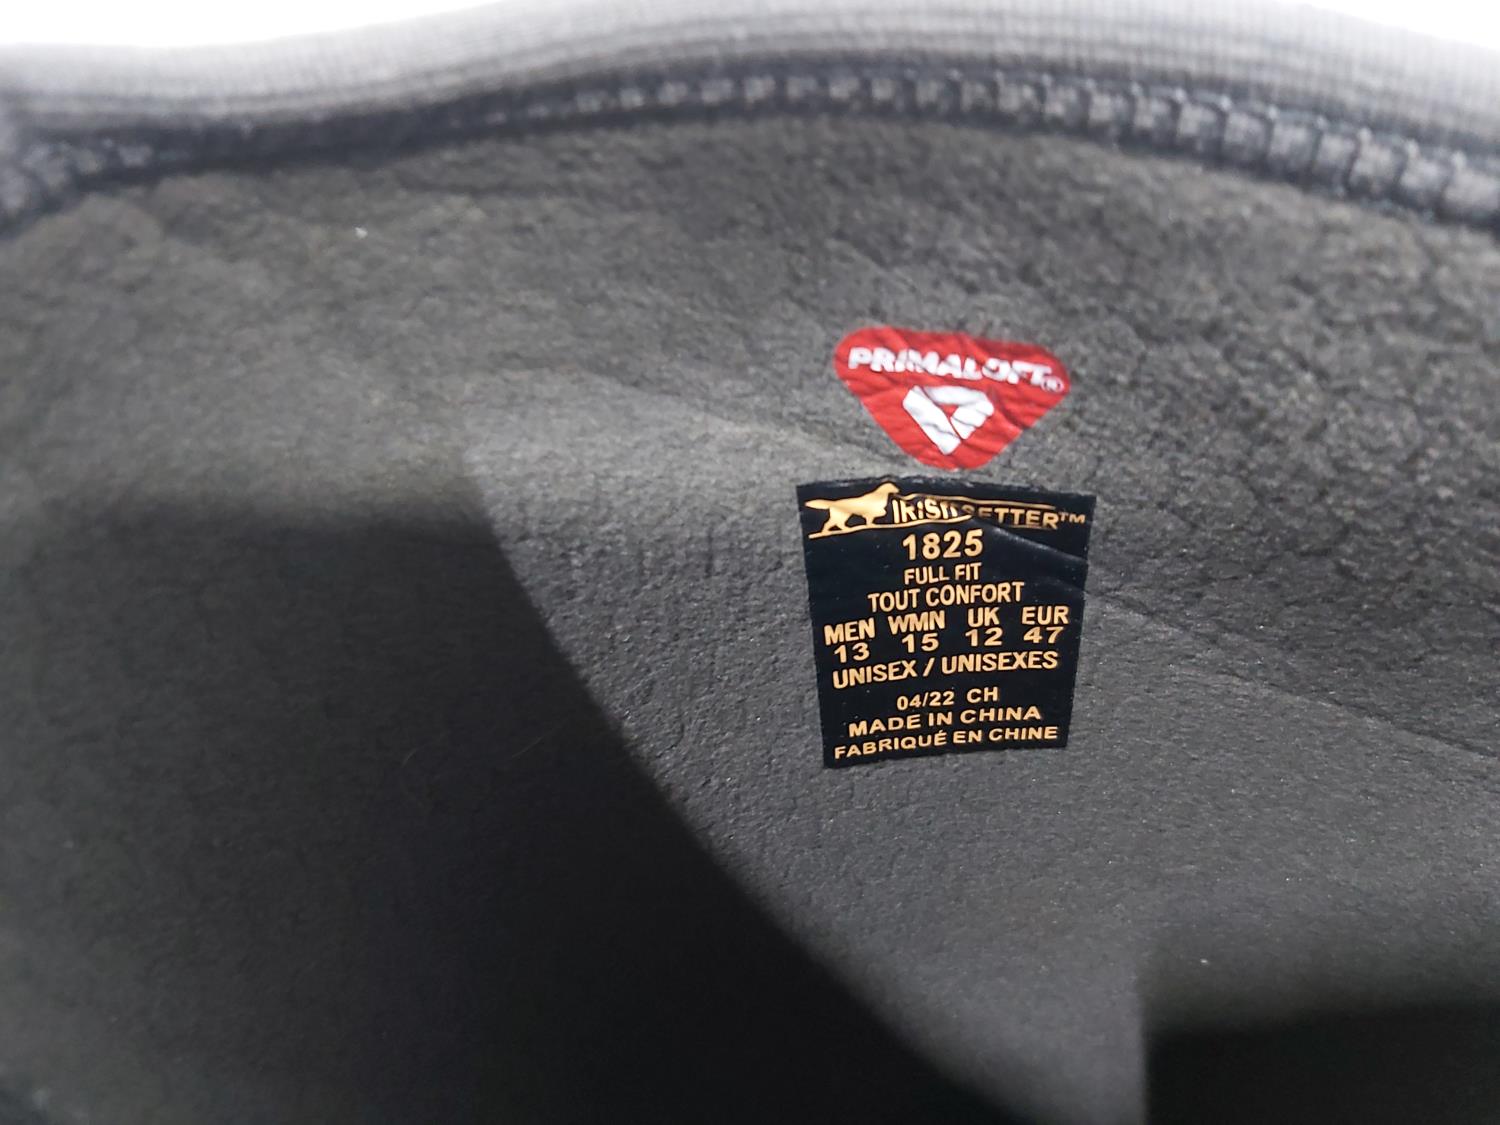 PRIMALOFT®
IRISH SETTER™
1825
FULL FIT
TOUT CONFORT
MEN WMN UK EUR
13 15 12 47
UNISEX / UNISEXES
04/22 CH
MADE IN CHINA
FABRIQUÉ EN CHINE